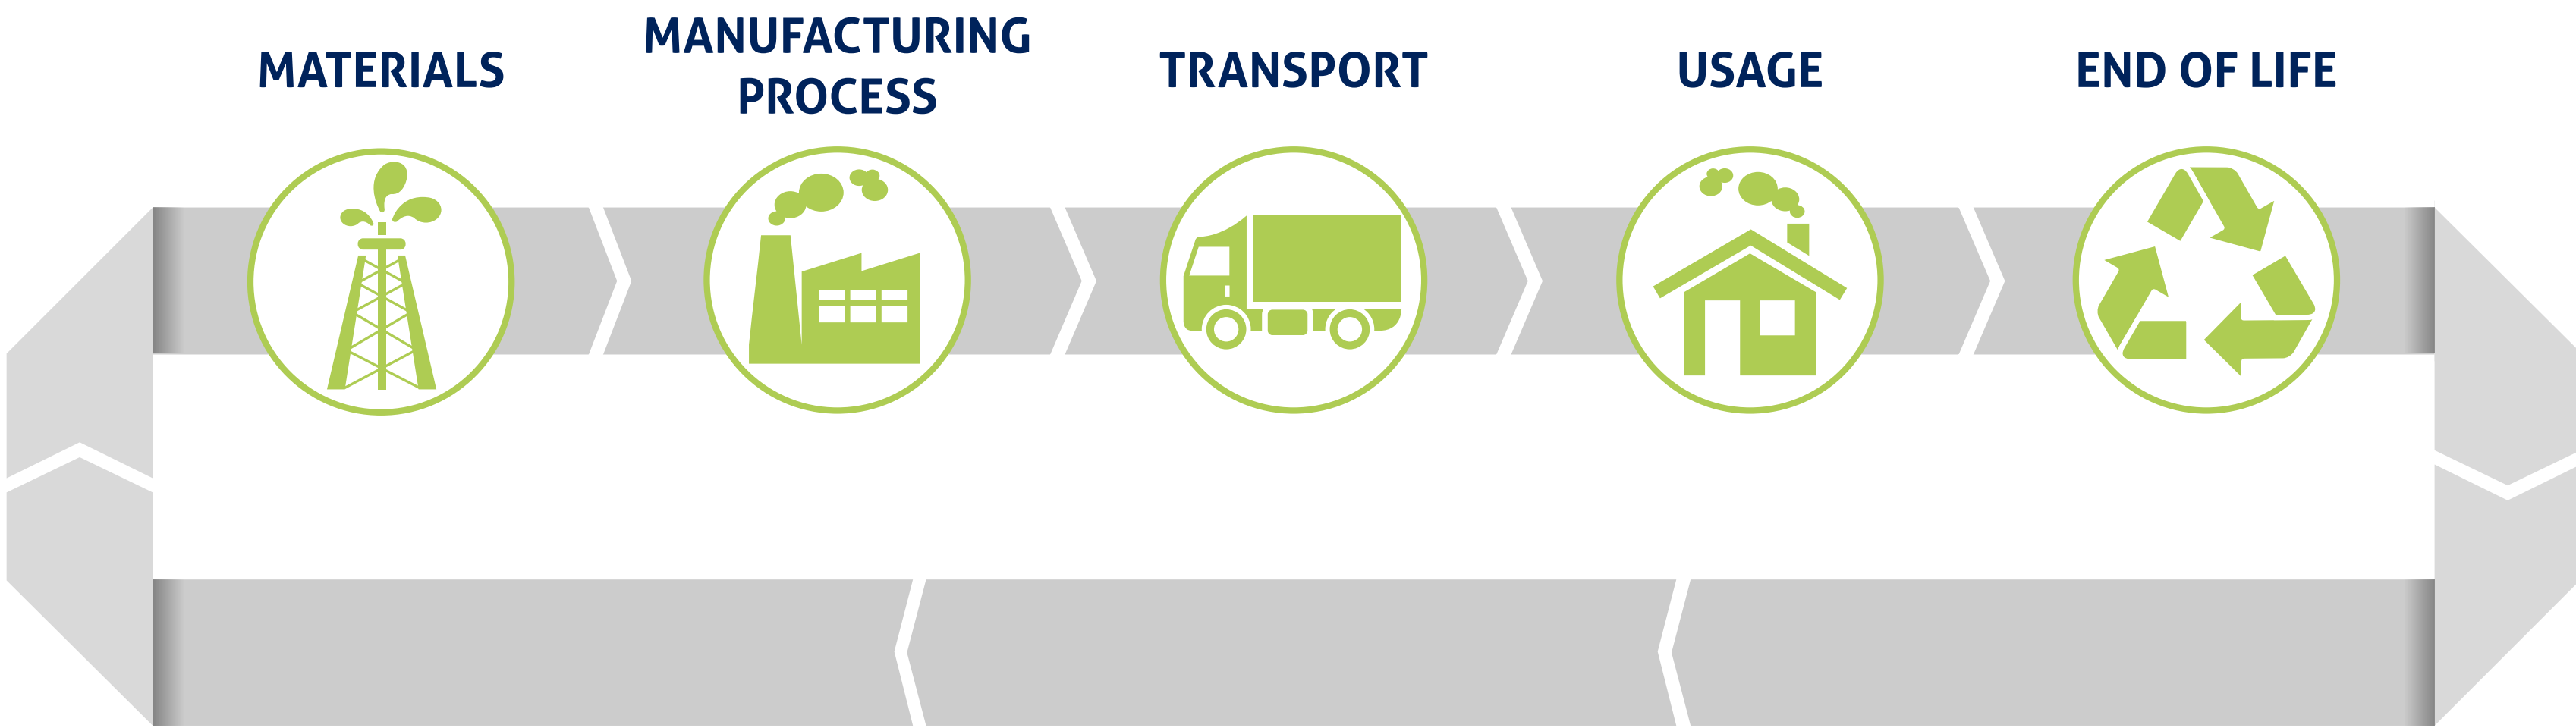 MATERIALS
MANUFACTURING
PROCESS
TRANSPORT
USAGE
END OF LIFE